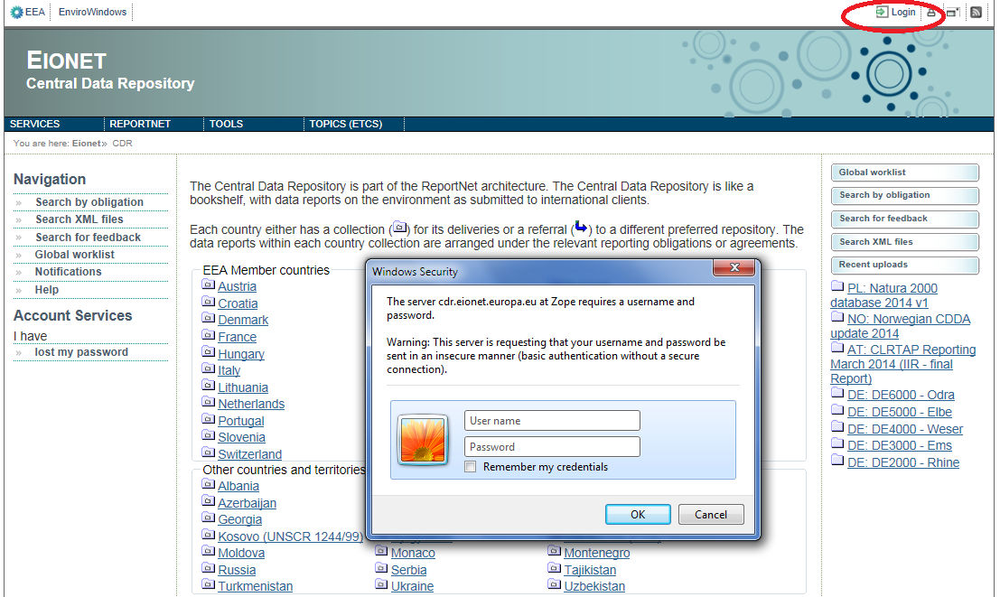 EEA
EnviroWindows
Login
EIONET
Central Data Repository
SERVICES
REPORTNET
TOOLS
TOPICS (ETCS)
You are here: Eionet» CDR
Navigation
» Search by obligation
» Search XML files
» Search for feedback
» Global worklist
» Notifications
» Help
Account Services
I have
» lost my password
The Central Data Repository is part of the ReportNet architecture. The Central Data Repository is like a
bookshelf, with data reports on the environment as submitted to international clients.
Each country either has a collection ( ) for its deliveries or a referral ( ) to a different preferred repository. The
data reports within each country collection are arranged under the relevant reporting obligations or agreements.
EEA Member countries
Austria
Croatia
Denmark
France
Hungary
Italy
Lithuania
Netherlands
Portugal
Slovenia
Switzerland
Other countries and territories
Albania
Azerbaijan
Georgia
Kosovo (UNSCR 1244/99)
Moldova
Monaco
Montenegro
Russia
Serbia
Tajikistan
Turkmenistan
Ukraine
Uzbekistan
Windows Security
The server cdr.eionet.europa.eu at Zope requires a username and
password.
Warning: This server is requesting that your username and password be
sent in an insecure manner (basic authentication without a secure
connection).
User name
Password
Remember my credentials
OK
Cancel
Global worklist
Search by obligation
Search for feedback
Search XML files
Recent uploads
PL: Natura 2000
database 2014 v1
NO: Norwegian CDDA
update 2014
AT: CLRTAP Reporting
March 2014 (IIR - final
Report)
DE: DE6000 - Odra
DE: DE5000 - Elbe
DE: DE4000 - Weser
DE: DE3000 - Ems
DE: DE2000 - Rhine